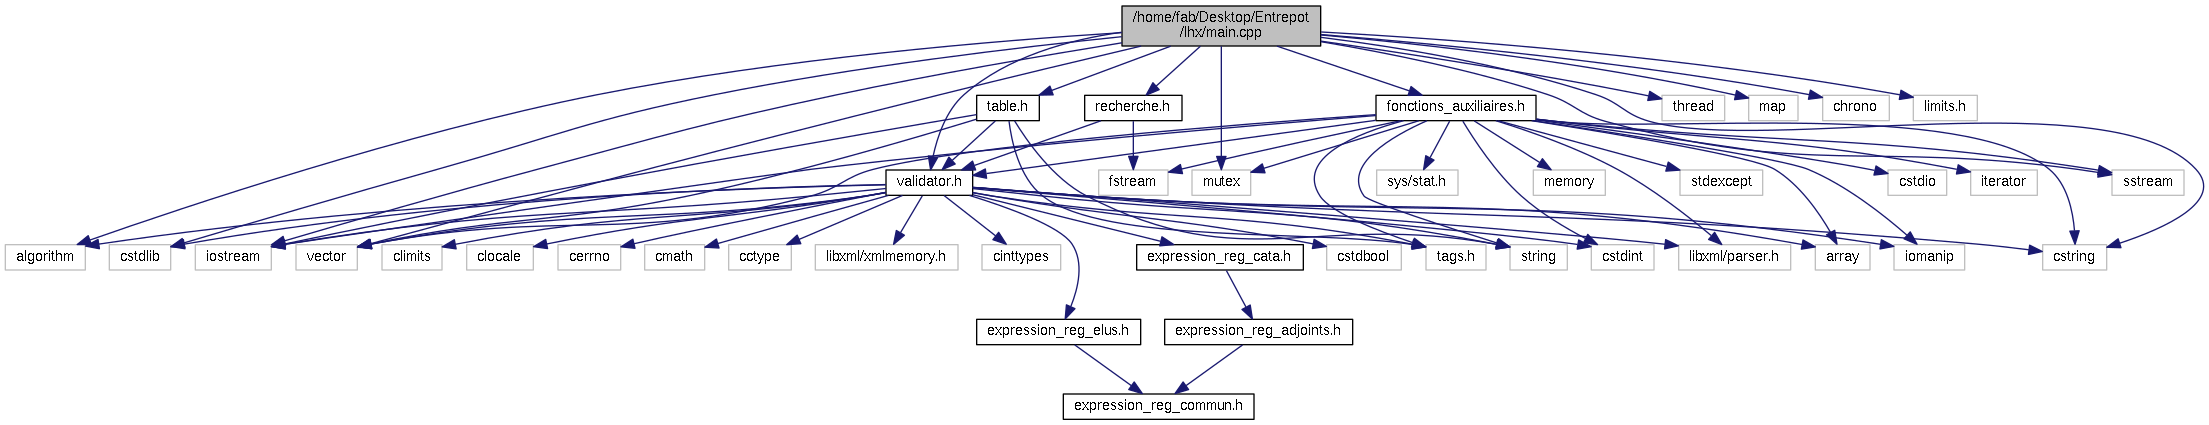 /home/fab/Desktop/Entrepot
/lhx/main.cpp
table.h
recherche.h
fonctions_auxiliaires.h
thread
map
chrono
limits.h
validator.h
fstream
mutex
sys/stat.h
memory
stdexcept
cstdio
iterator
sstream
algorithm
cstdlib
iostream
vector
climits
clocale
cerrno
cmath
cctype
libxml/xmlmemory.h
cinttypes
expression_reg_cata.h
cstdbool
tags.h
string
cstdint
libxml/parser.h
array
iomanip
cstring
expression_reg_elus.h
expression_reg_adjoints.h
expression_reg_commun.h